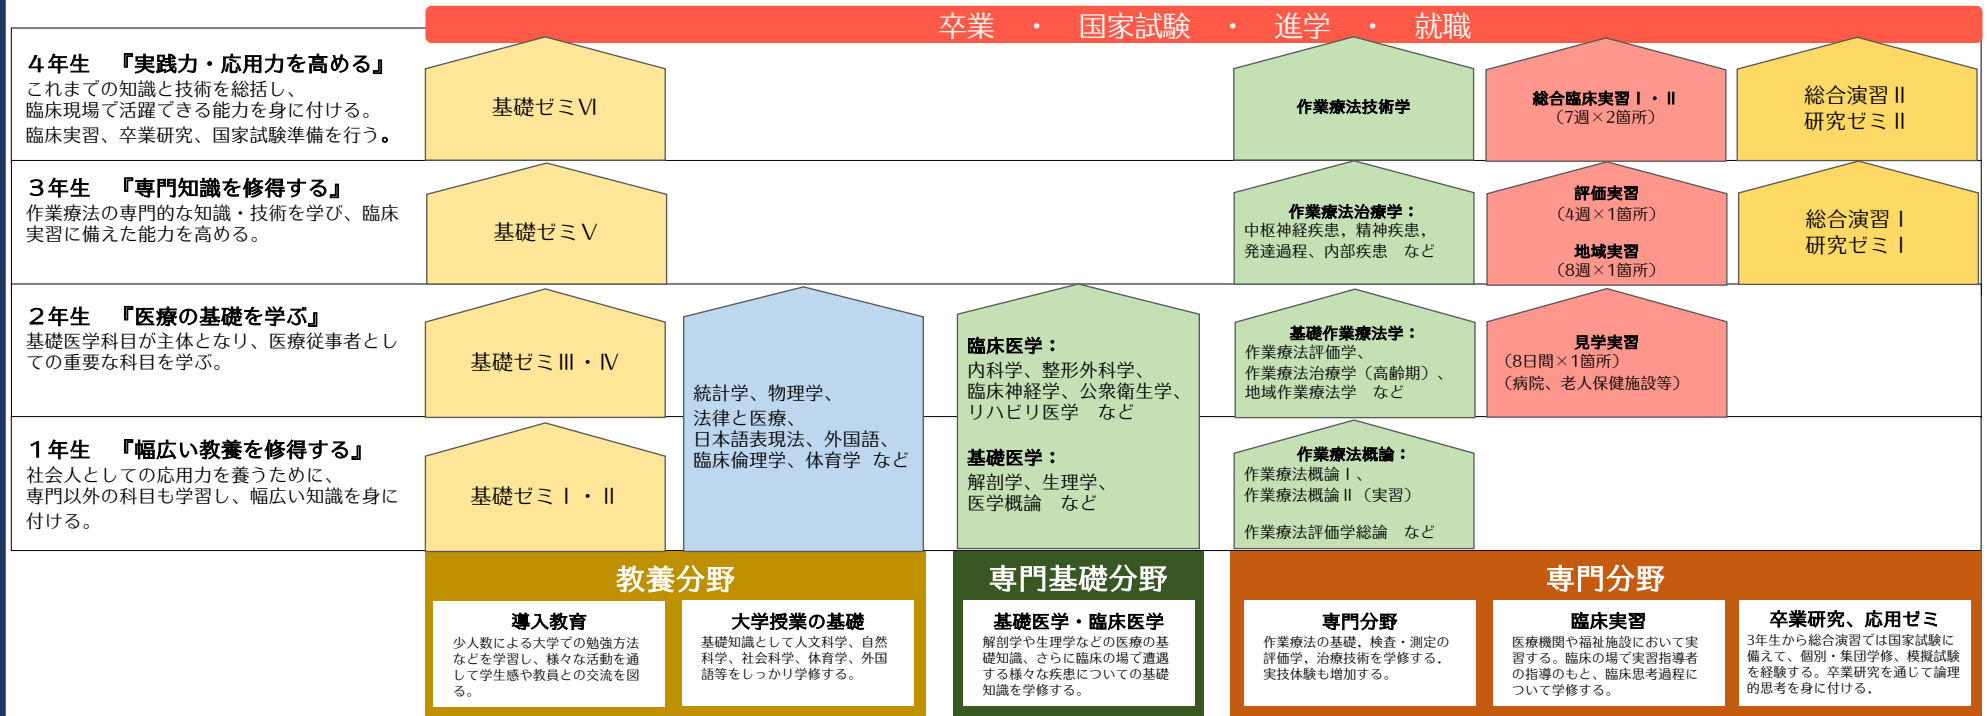 卒業　・　国家試験　・　進学　・　就職
４年生　『実践力・応用力を高める』
これまでの知識と技術を総括し、
臨床現場で活躍できる能力を身に付ける。
臨床実習、卒業研究、国家試験準備を行う。
基礎ゼミⅥ
作業療法技術学
総合臨床実習Ⅰ・Ⅱ
（7週×2箇所）
総合演習Ⅱ
研究ゼミⅡ
３年生　『専門知識を修得する』
作業療法の専門的な知識・技術を学び、臨床
実習に備えた能力を高める。
基礎ゼミⅤ
作業療法治療学：
中枢神経疾患，精神疾患，
発達過程、内部疾患　など
評価実習
（4週×1箇所）
地域実習
（8週×1箇所）
総合演習Ⅰ
研究ゼミⅠ
２年生　『医療の基礎を学ぶ』
基礎医学科目が主体となり、医療従事者とし
ての重要な科目を学ぶ。
基礎ゼミⅢ・Ⅳ
統計学、物理学、
法律と医療、
日本語表現法、外国語、
臨床倫理学、体育学 など
臨床医学：
内科学、整形外科学、
臨床神経学、公衆衛生学、
リハビリ医学　など
基礎医学：
解剖学、生理学、
医学概論　など
基礎作業療法学：
作業療法評価学、
作業療法治療学（高齢期）、
地域作業療法学　など
見学実習
（8日間×1箇所）
（病院、老人保健施設等）
１年生　『幅広い教養を修得する』
社会人としての応用力を養うために、
専門以外の科目も学習し、幅広い知識を身に
付ける。
基礎ゼミⅠ・Ⅱ
作業療法概論：
作業療法概論Ⅰ、
作業療法概論Ⅱ（実習）
作業療法評価学総論　など
教養分野
導入教育
少人数による大学での勉強方法
などを学習し、様々な活動を通
して学生感や教員との交流を図
る。
大学授業の基礎
基礎知識として人文科学、自然
科学、社会科学、体育学、外国
語等をしっかり学修する。
専門基礎分野
基礎医学・臨床医学
解剖学や生理学などの医療の基
礎知識、さらに臨床の場で遭遇
する様々な疾患についての基礎
知識を学修する。
専門分野
専門分野
作業療法の基礎，検査・測定の
評価学，治療技術を学修する．
実技体験も増加する。
臨床実習
医療機関や福祉施設において実
習する。臨床の場で実習指導者
の指導のもと、臨床思考過程に
ついて学修する。
卒業研究、応用ゼミ
3年生から総合演習では国家試験に
備えて、個別・集団学修、模擬試験
を経験する。卒業研究を通じて論理
的思考を身に付ける．